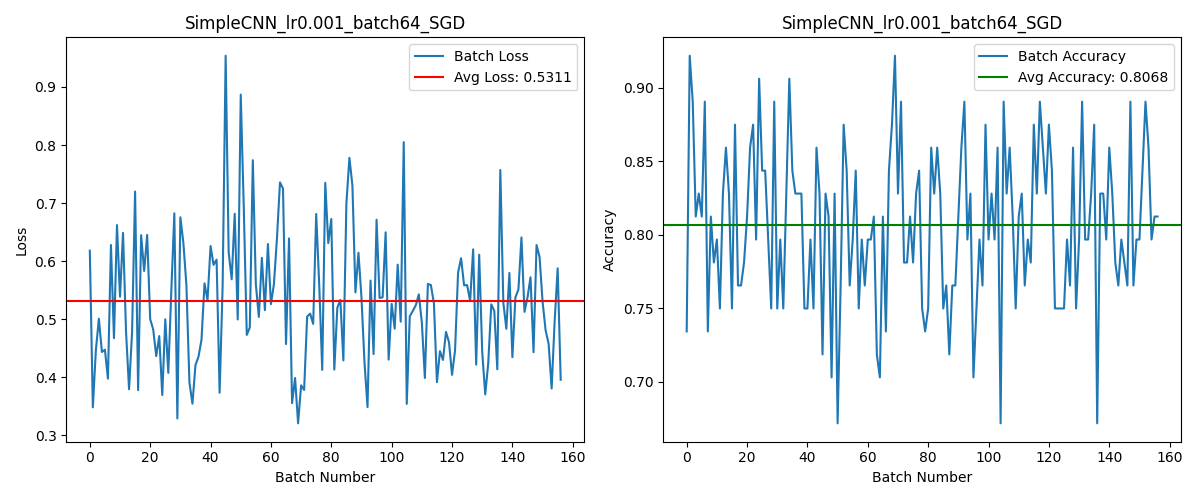 SimpleCNN_lr0.001_batch64_SGD
Batch Loss
Avg Loss: 0.5311
0.9
0.8
0.7
0.6
0.5
0.4
0.3
Loss
0 20 40 60 80 100 120 140 160
Batch Number
SimpleCNN_lr0.001_batch64_SGD
Batch Accuracy
Avg Accuracy: 0.8068
0.90
0.85
0.80
0.75
0.70
Accuracy
0 20 40 60 80 100 120 140 160
Batch Number